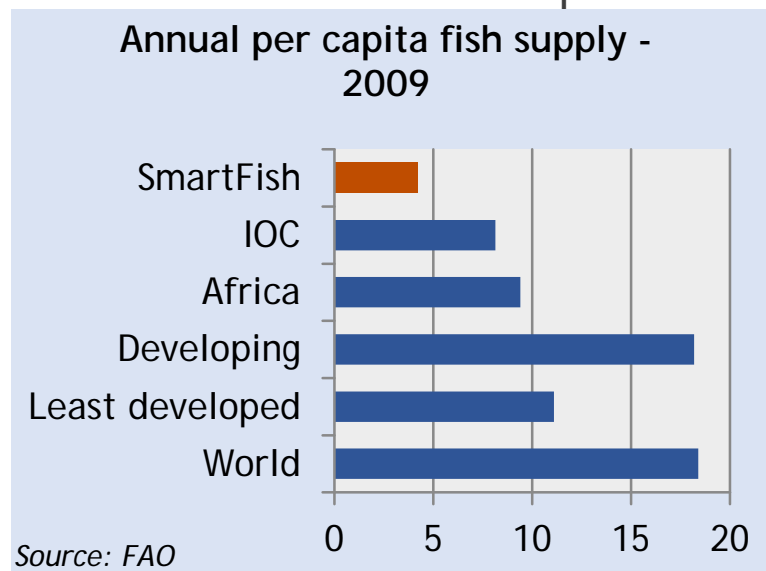 Annual per capita fish supply -
2009
SmartFish
IOC
Africa
Developing
Least developed
World
0 5 10 15 20
Source: FAO